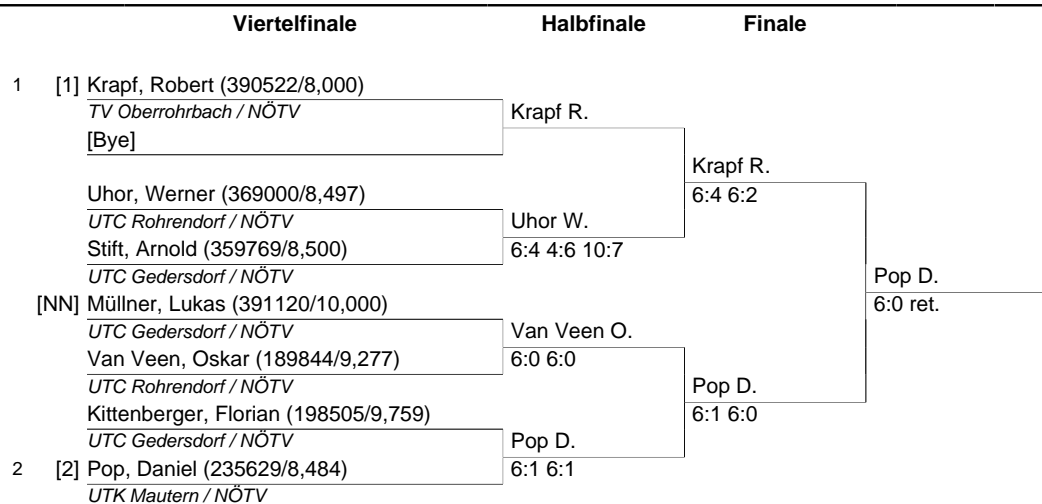 Viertelfinale Halbfinale Finale
1 [1] Krapf, Robert (390522/8,000)
TV Oberrohrbach / NÖTV Krapf R.
[Bye]
Krapf R.
Uhor, Werner (369000/8,497) 6:4 6:2
UTC Rohrendorf / NÖTV Uhor W.
Stift, Arnold (359769/8,500) 6:4 4:6 10:7
UTC Gedersdorf / NÖTV Pop D.
[NN] Müllner, Lukas (391120/10,000) 6:0 ret.
UTC Gedersdorf / NÖTV Van Veen O.
Van Veen, Oskar (189844/9,277) 6:0 6:0
UTC Rohrendorf / NÖTV Pop D.
Kittenberger, Florian (198505/9,759) 6:1 6:0
UTC Gedersdorf / NÖTV Pop D.
2 [2] Pop, Daniel (235629/8,484) 6:1 6:1
UTK Mautern / NÖTV